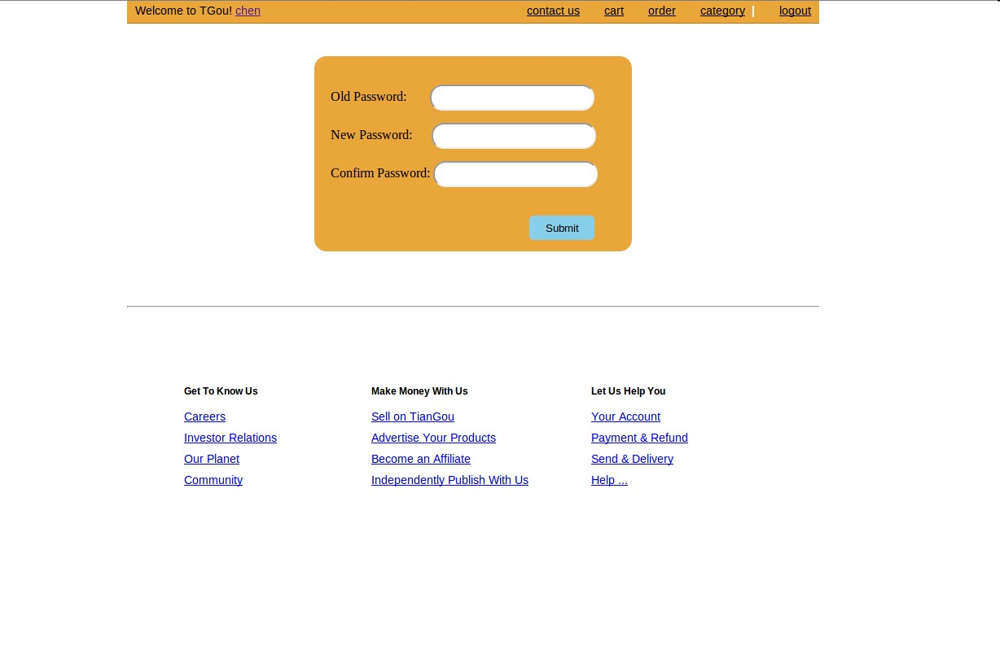 Welcome to TGou! chen contact us cart order category | logout
Old Password:
New Password:
Confirm Password:
Submit
Get To Know Us Make Money With Us Let Us Help You
Careers Sell on TianGou Your Account
Investor Relations Advertise Your Products Payment & Refund
Our Planet Become an Affiliate Send & Delivery
Community Independently Publish With Us Help ...